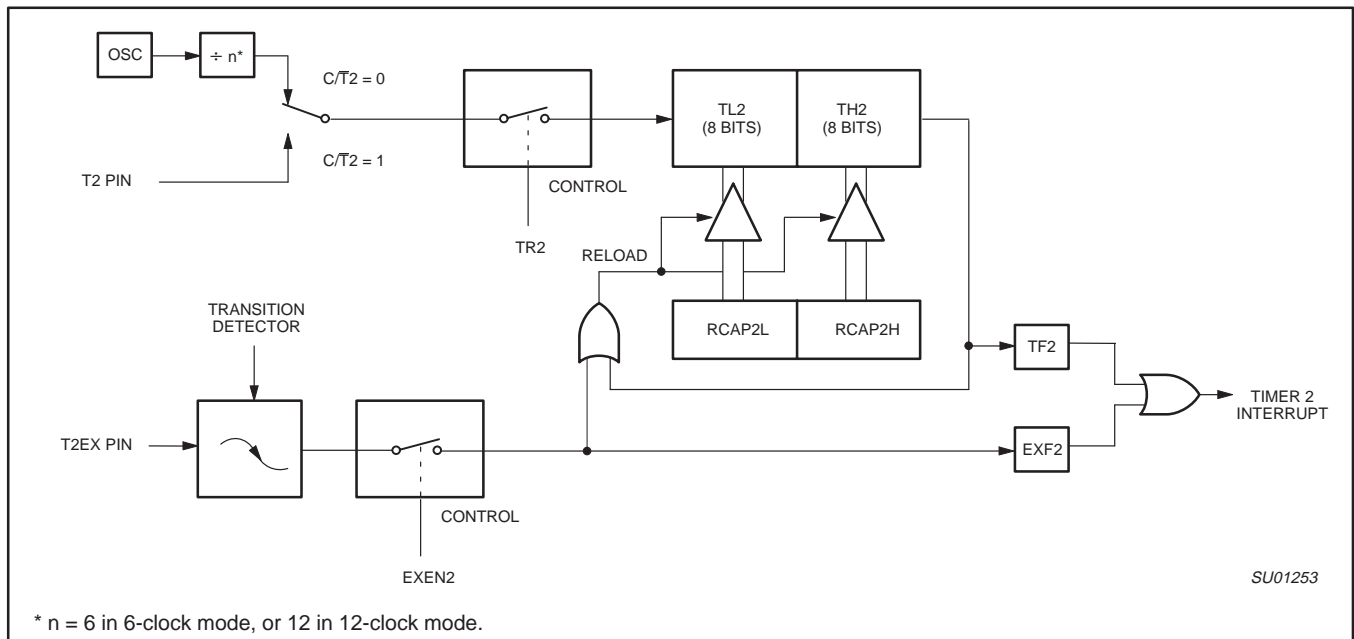 OSC
÷ n*
C/T̅2 = 0
C/T̅2 = 1
T2 PIN
CONTROL
TR2
TL2
(8 BITS)
TH2
(8 BITS)
RELOAD
RCAP2L
RCAP2H
TRANSITION
DETECTOR
T2EX PIN
CONTROL
EXEN2
TF2
EXF2
TIMER 2
INTERRUPT
SU01253
* n = 6 in 6-clock mode, or 12 in 12-clock mode.